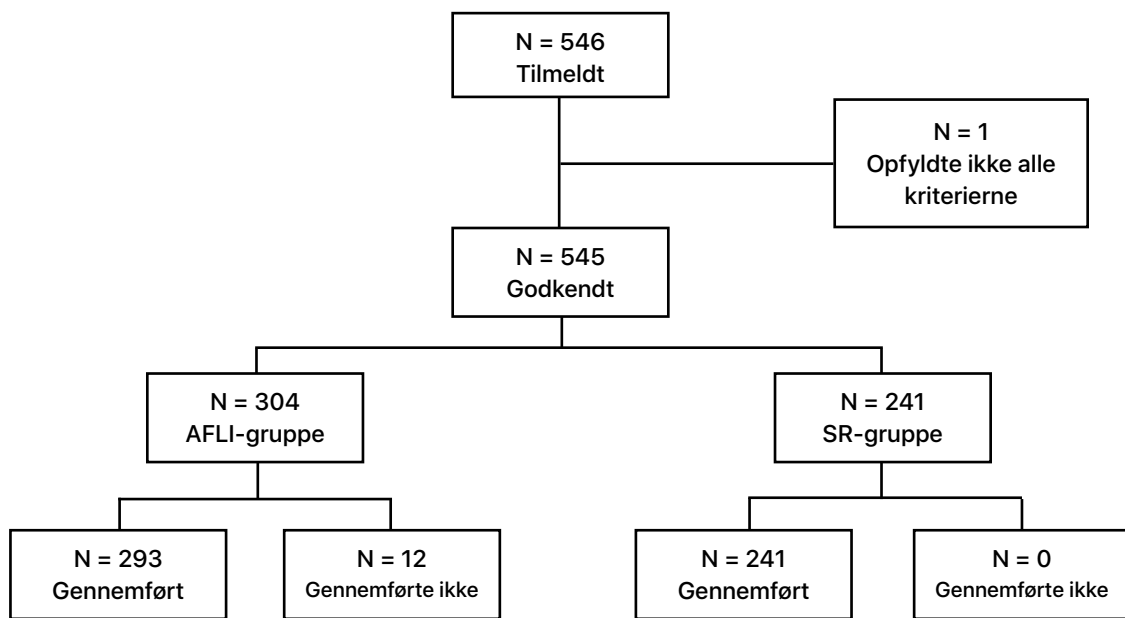 N = 546
Tilmeldt
N = 1
Opfyldte ikke alle
kriterierne
N = 545
Godkendt
N = 304
AFLI-gruppe
N = 241
SR-gruppe
N = 293
Gennemført
N = 12
Gennemførte ikke
N = 241
Gennemført
N = 0
Gennemførte ikke